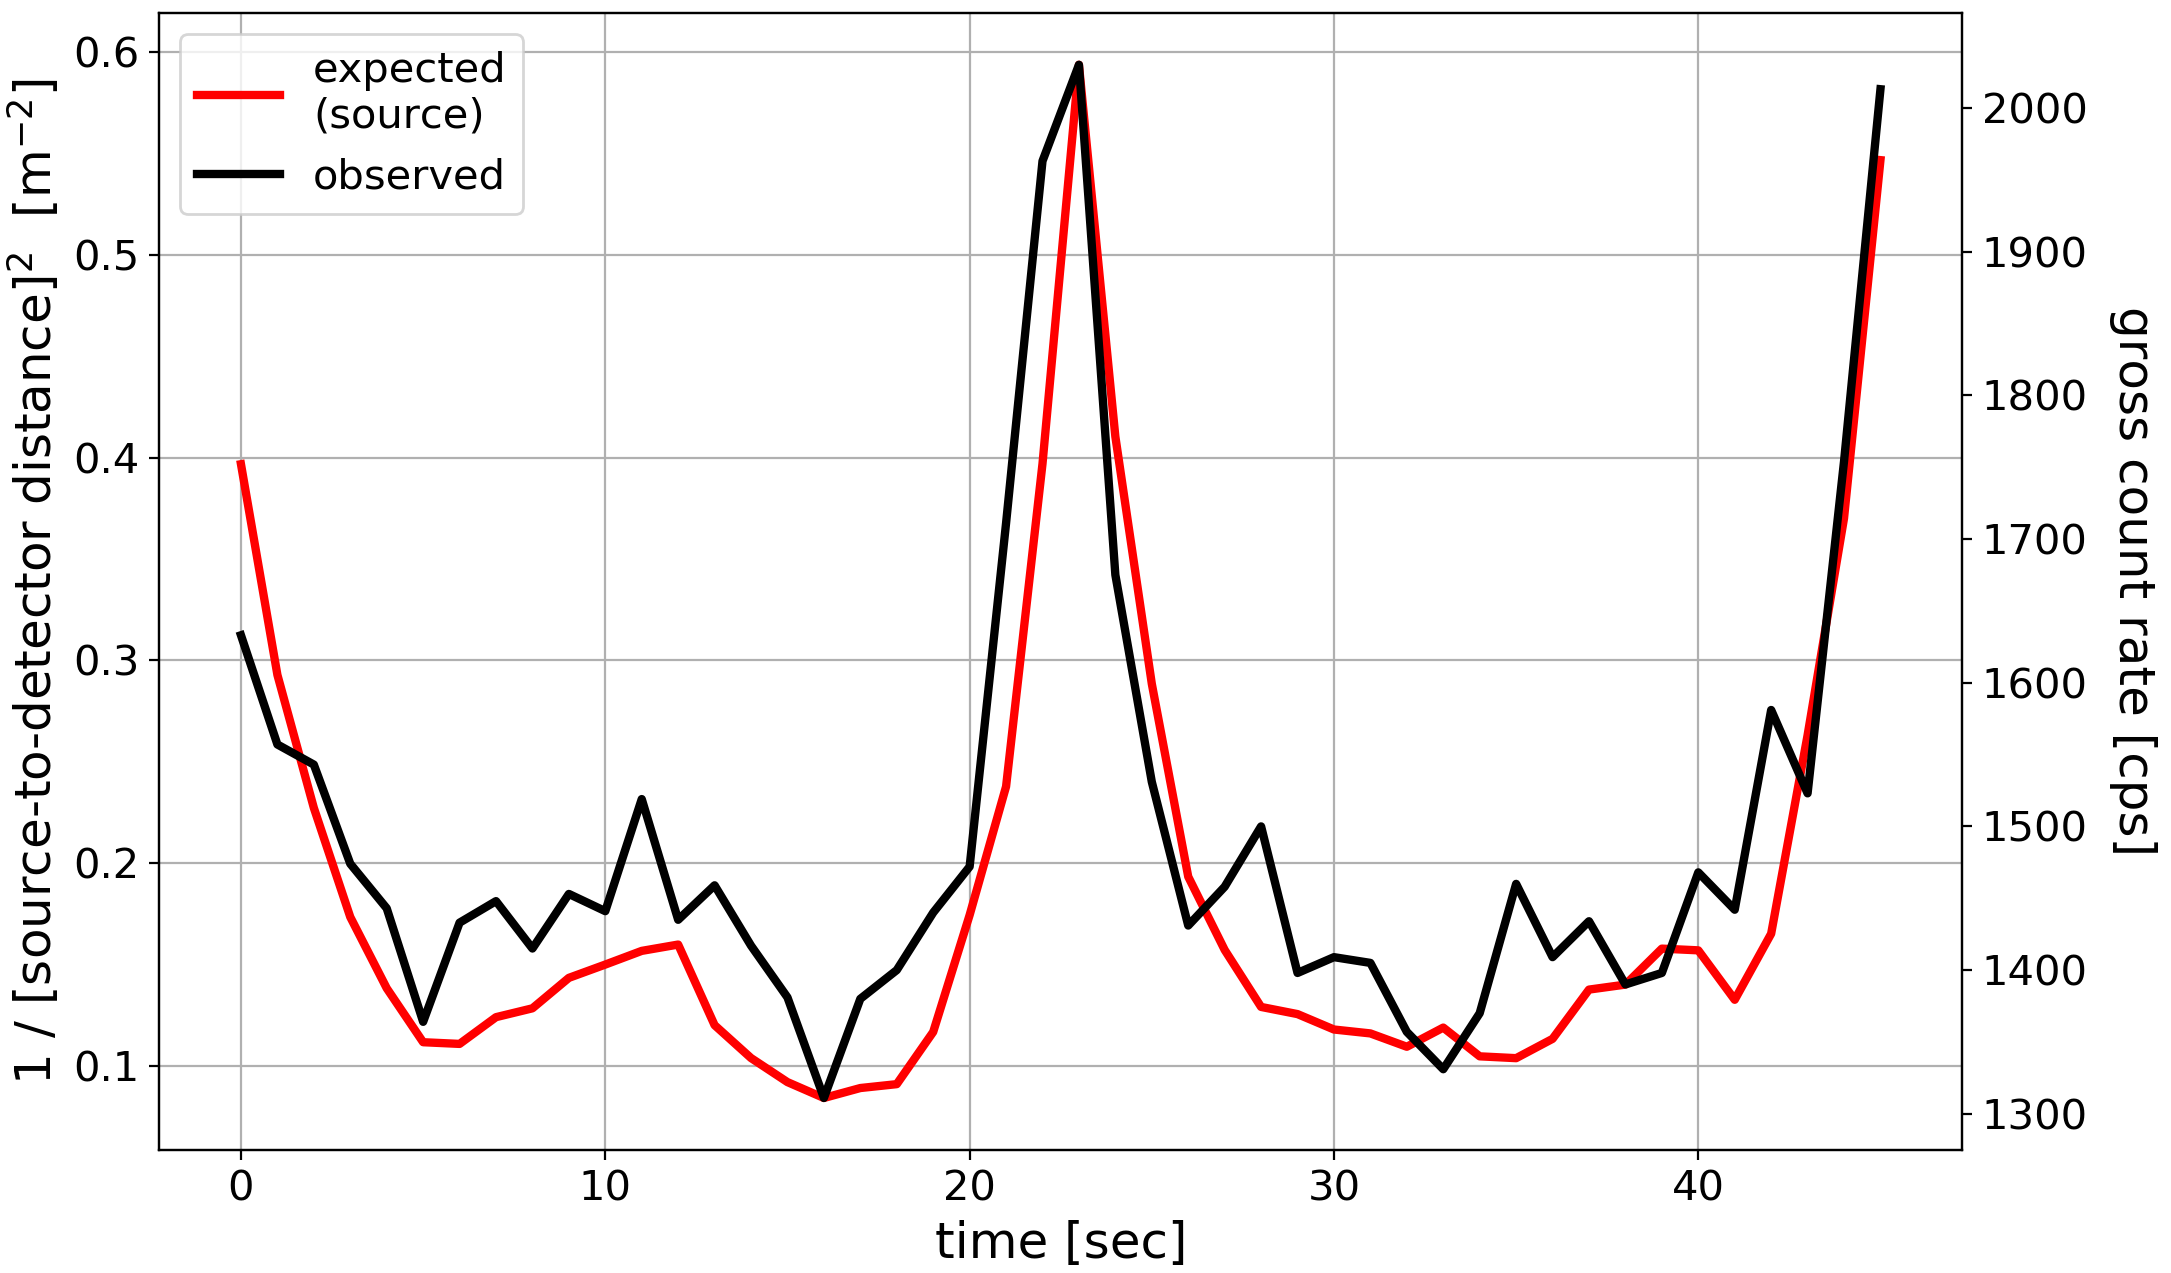 expected
(source)
observed
0.6
0.5
0.4
0.3
0.2
0.1
1 / [source-to-detector distance]² [m⁻²]
2000
1900
1800
1700
1600
1500
1400
1300
gross count rate [cps]
0 10 20 30 40
time [sec]